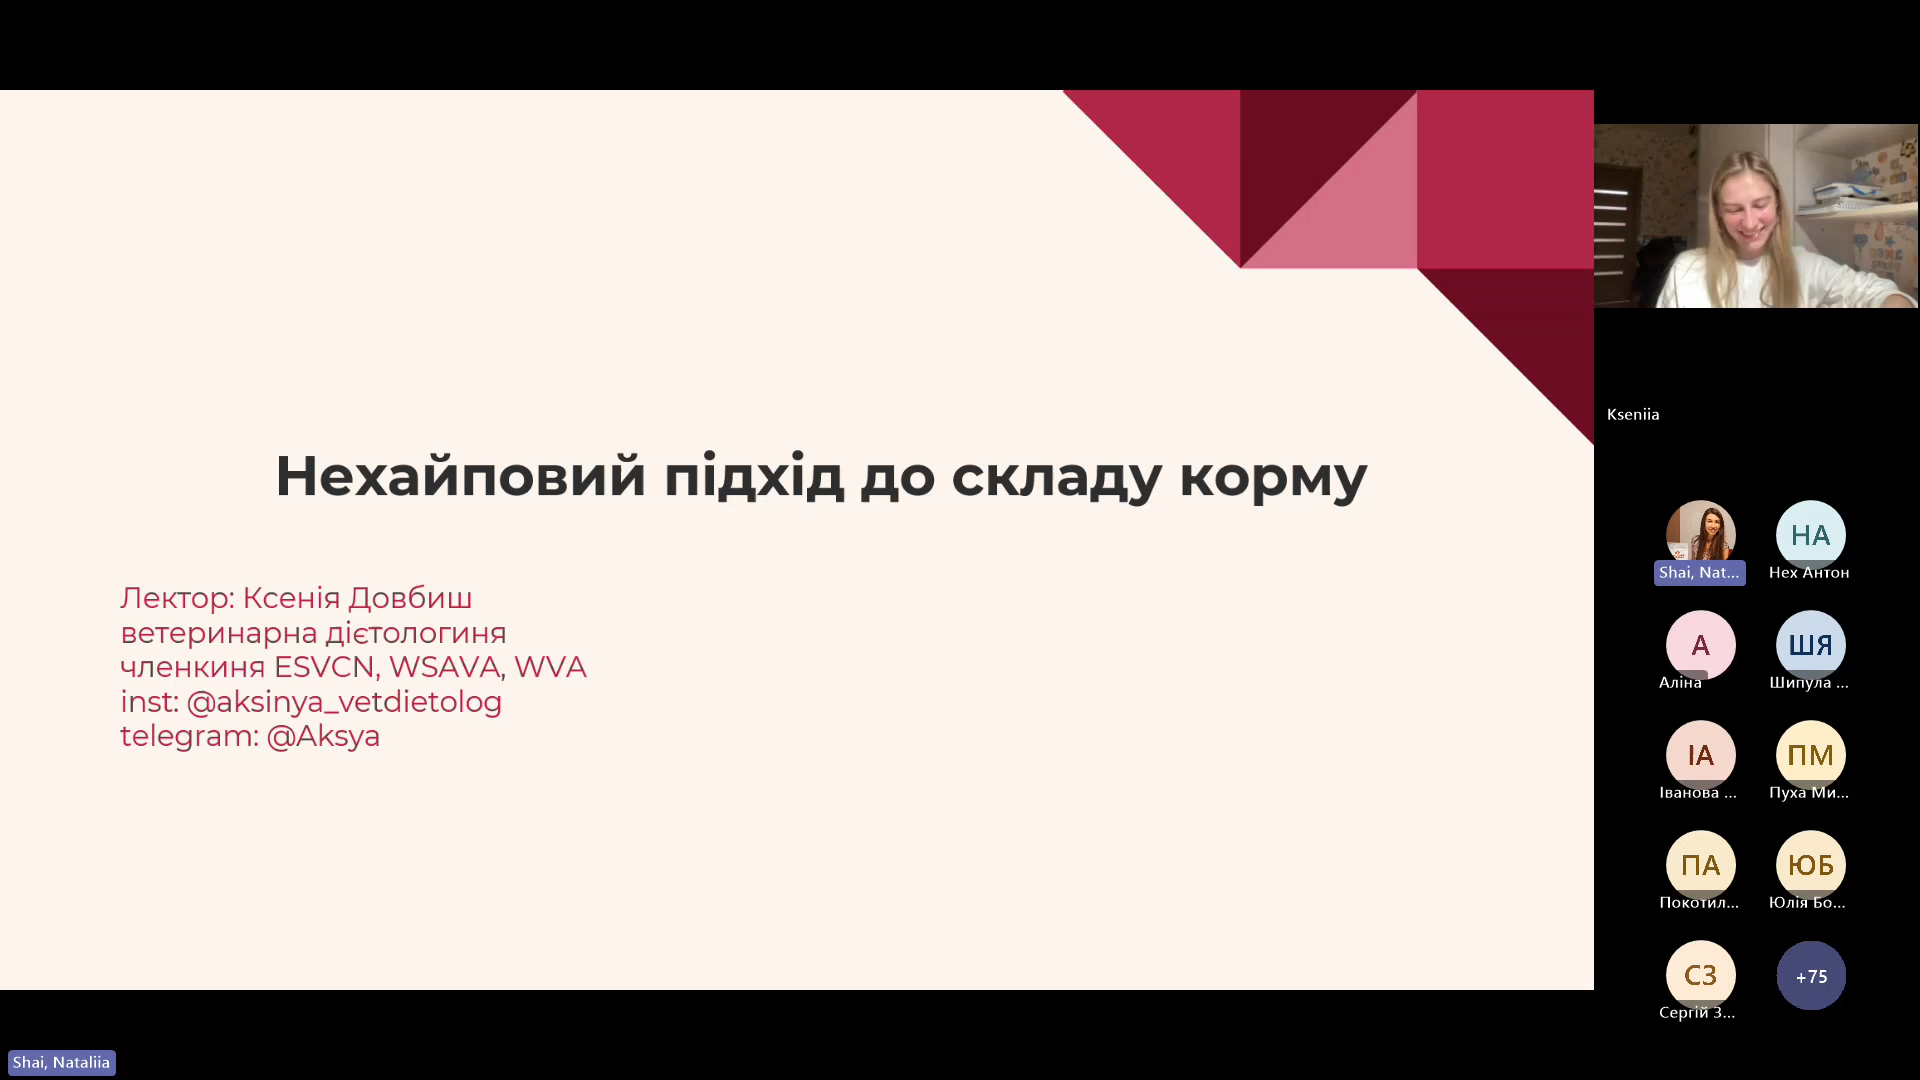 Нехайповий підхід до складу корму
Лектор: Ксенія Довбиш
ветеринарна дієтологиня
членкиня ESVCN, WSAVA, WVA
inst: @aksinya_vetdietolog
telegram: @Aksya
Kseniia
Shai, Nat...
НА
Нех Антон
А
Аліна
ШЯ
Шипула ...
ІА
Іванова ...
ПМ
Пуха Ми...
ПА
Покотил...
ЮБ
Юлія Бо...
СЗ
Сергій З...
+75
Shai, Nataliia